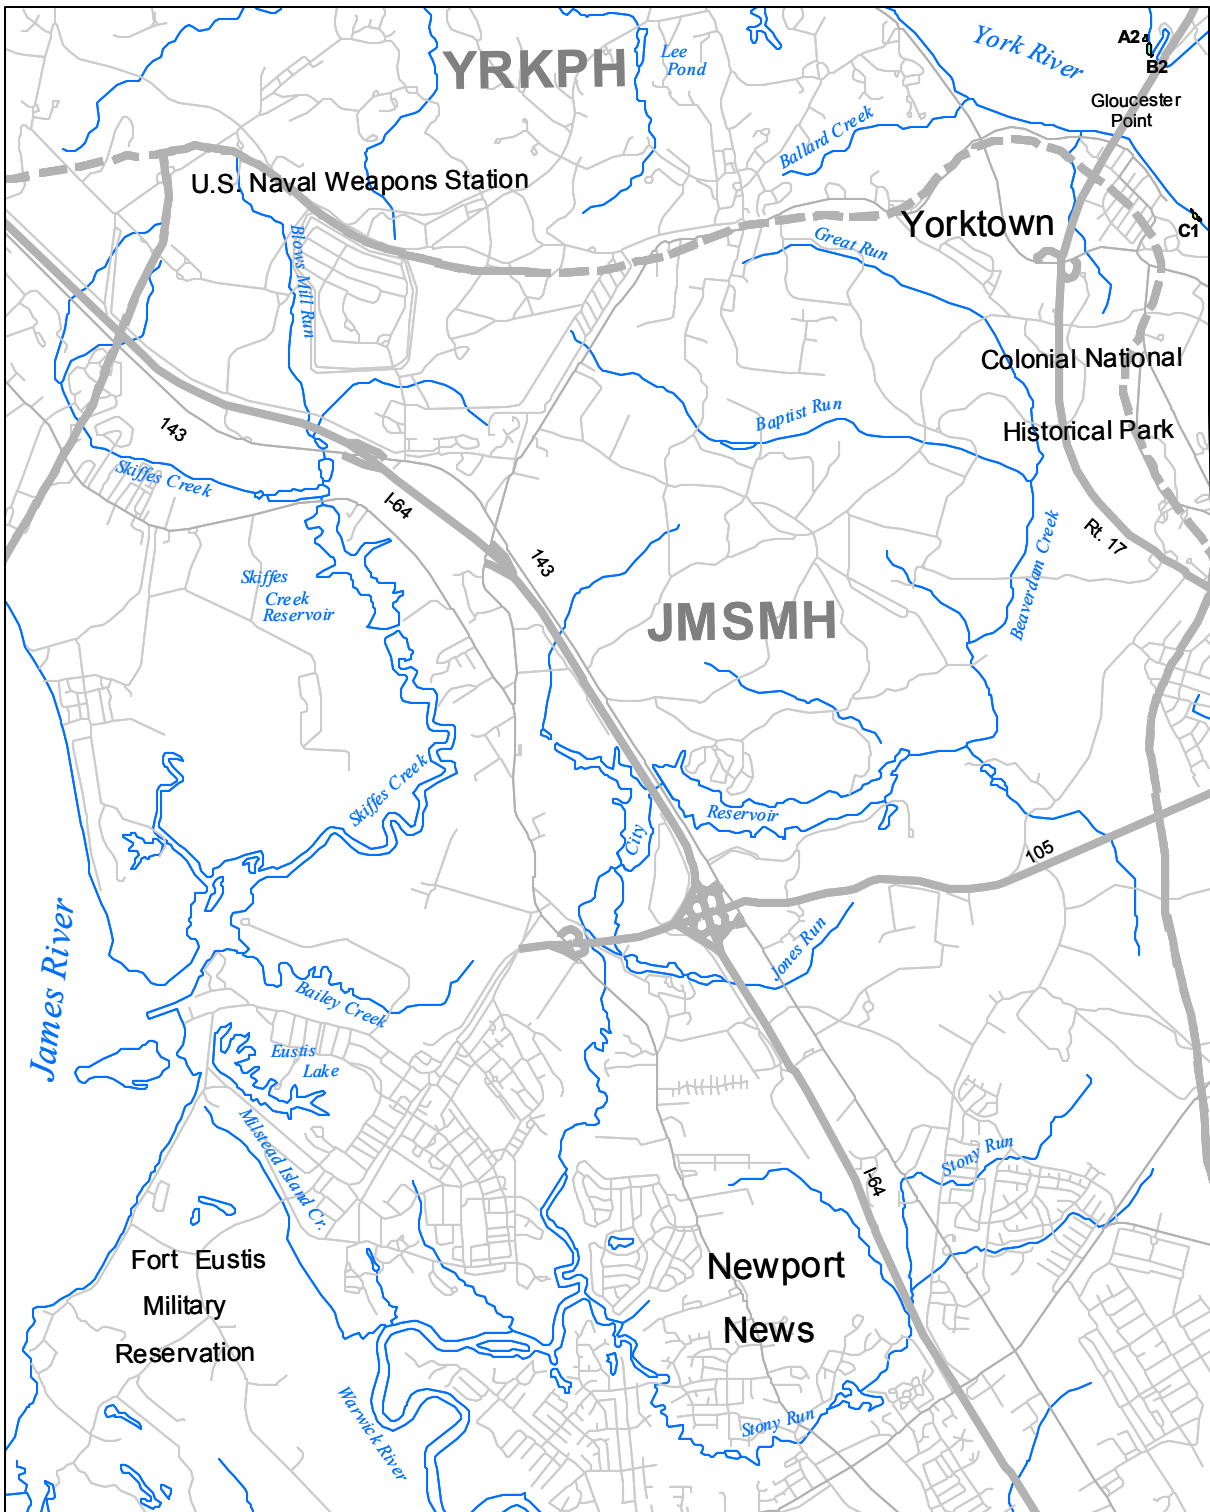 York River
A2
B2
Gloucester
Point
C1
YRKPH
Lee
Pond
Ballard Creek
U.S. Naval Weapons Station
Yorktown
Great Run
Blows Mill Run
Colonial National
Historical Park
Baptist Run
143
Skiffes Creek
I-64
143
Rt. 17
Beaverdam Creek
Skiffes
Creek
Reservoir
JMSMH
Skiffes Creek
City
Reservoir
105
James River
Jones Run
Bailey Creek
Eustis
Lake
Milstead Island Cr.
Stony Run
I-64
Fort Eustis
Military
Reservation
Newport
News
Warwick River
Stony Run